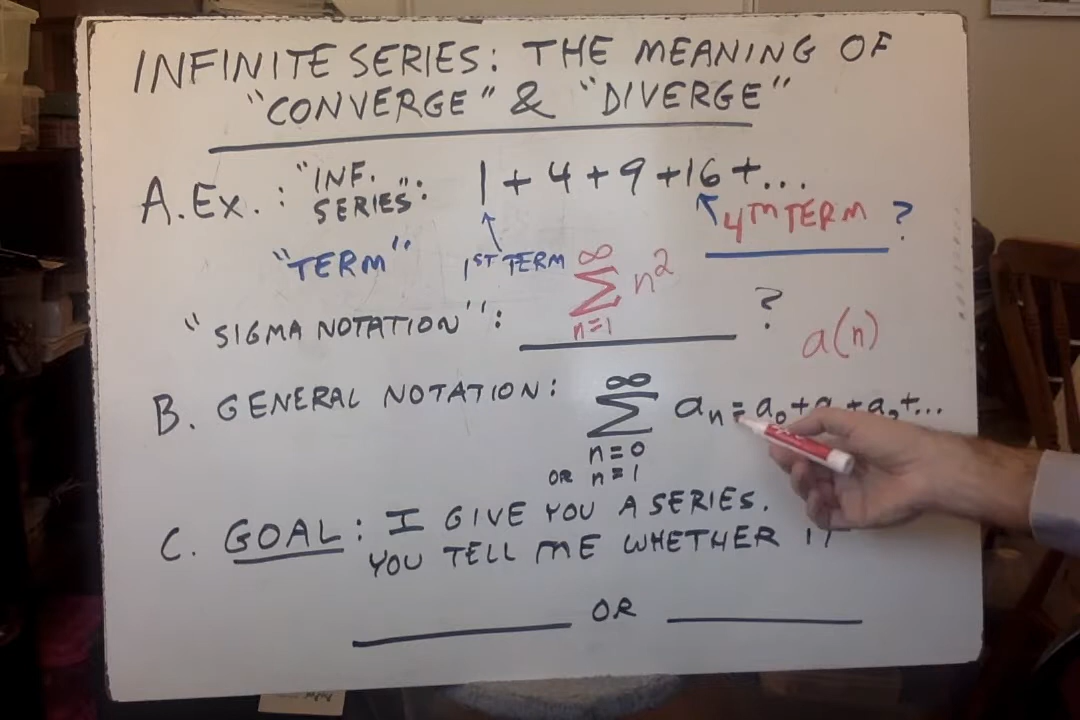 INFINITE SERIES: THE MEANING OF
"CONVERGE" & "DIVERGE"
A. Ex.: "INF. SERIES": 1 + 4 + 9 + 16 + ...
"TERM" 1ST TERM 4TH TERM ?
"SIGMA NOTATION": ∞ Σ n=1 n² ?
a(n)
B. GENERAL NOTATION: ∞ Σ n=0 aₙ = a₀ + a + a₂ + ...
OR n=1
C. GOAL: I GIVE YOU A SERIES.
YOU TELL ME WHETHER IT
OR